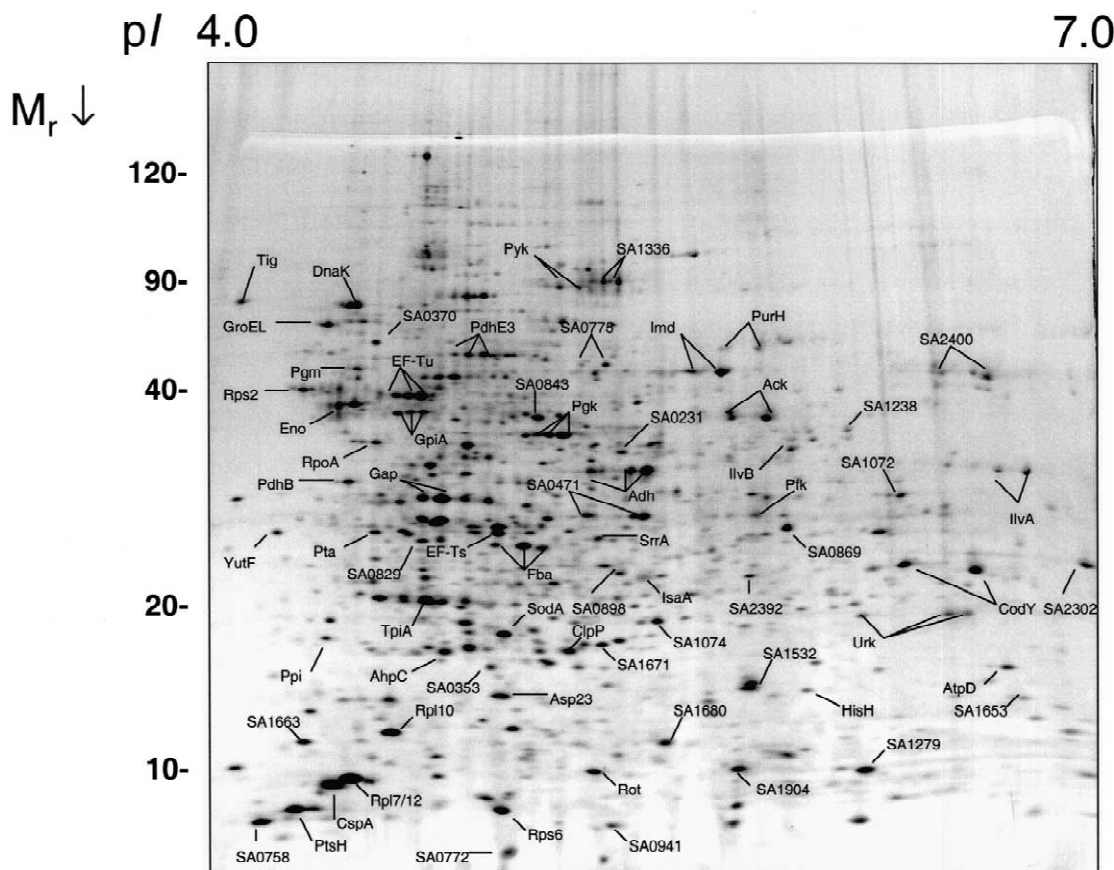 pI 4.0 7.0
Mr ↓
120-
Pyk SA1336
Tig DnaK 90-
GroEL SA0370 PdhE3 SA0775 Imd PurH SA2400
Pgm EF-Tu
Rps2 40- SA0843 Ack
Eno GpiA Pgk SA0231 SA1238
RpoA IlvB SA1072
PdhB Gap SA0471 Adh Pfk IlvA
YutF Pta EF-Ts SrrA SA0869
SA0829 Fba
20- SodA SA0898 IsaA SA2392 CodY SA2302
TpiA ClpP SA1074 Urk
Ppi AhpC SA1671 SA1532
SA0353 Asp23 HisH AtpD
SA1663 Rpl10 SA1680 SA1653
10- SA1279
Rpl7/12 Rot SA1904
CspA Rps6
SA0758 PtsH SA0772 SA0941